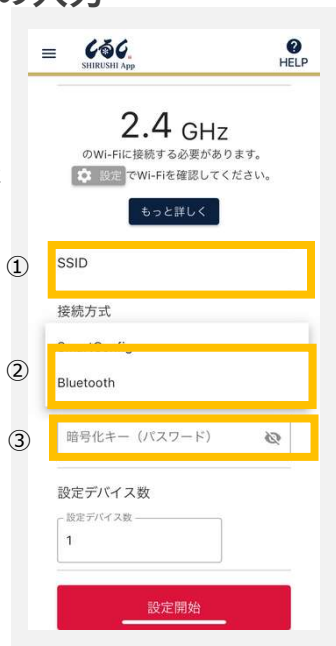 の入力
SHIRUSHI App
HELP
2.4 GHz
のWi-Fiに接続する必要があります。
設定 でWi-Fiを確認してください。
もっと詳しく
① SSID
接続方式
② Bluetooth
③ 暗号化キー（パスワード）
設定デバイス数
設定デバイス数
1
設定開始